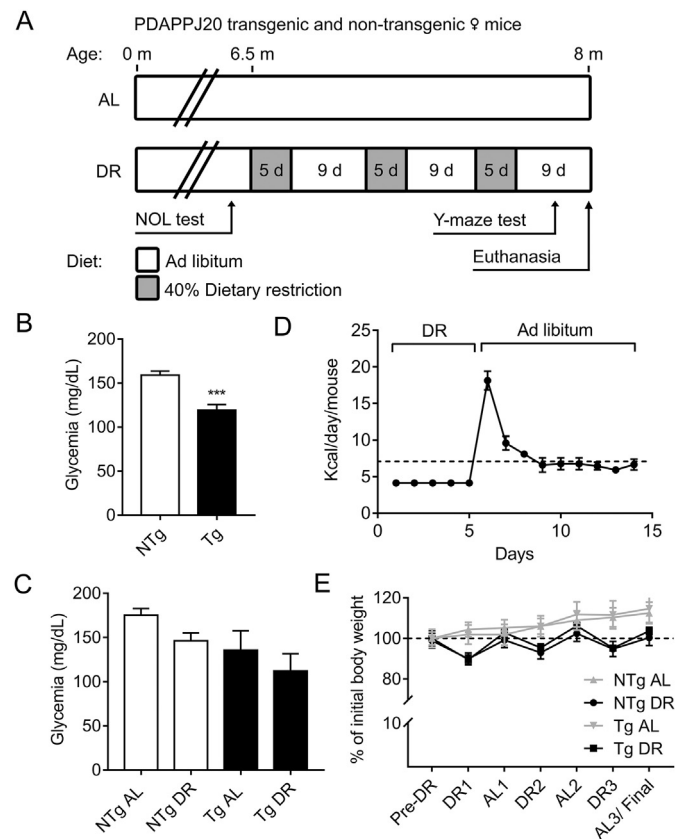 A
PDAPPJ20 transgenic and non-transgenic ♀ mice
Age: 0 m 6.5 m 8 m
AL
DR 5 d 9 d 5 d 9 d 5 d 9 d
NOL test Y-maze test
Euthanasia
Diet: Ad libitum
40% Dietary restriction
B
Glycemia (mg/dL)
200
150
100
50
0
***
NTg Tg
D
Kcal/day/mouse
25
20
15
10
5
0
DR Ad libitum
0 5 10 15
Days
C
Glycemia (mg/dL)
200
150
100
50
0
NTg AL NTg DR Tg AL Tg DR
E
% of initial body weight
120
100
80
10
NTg AL
NTg DR
Tg AL
Tg DR
Pre-DR DR1 AL1 DR2 AL2 DR3 AL3/ Final